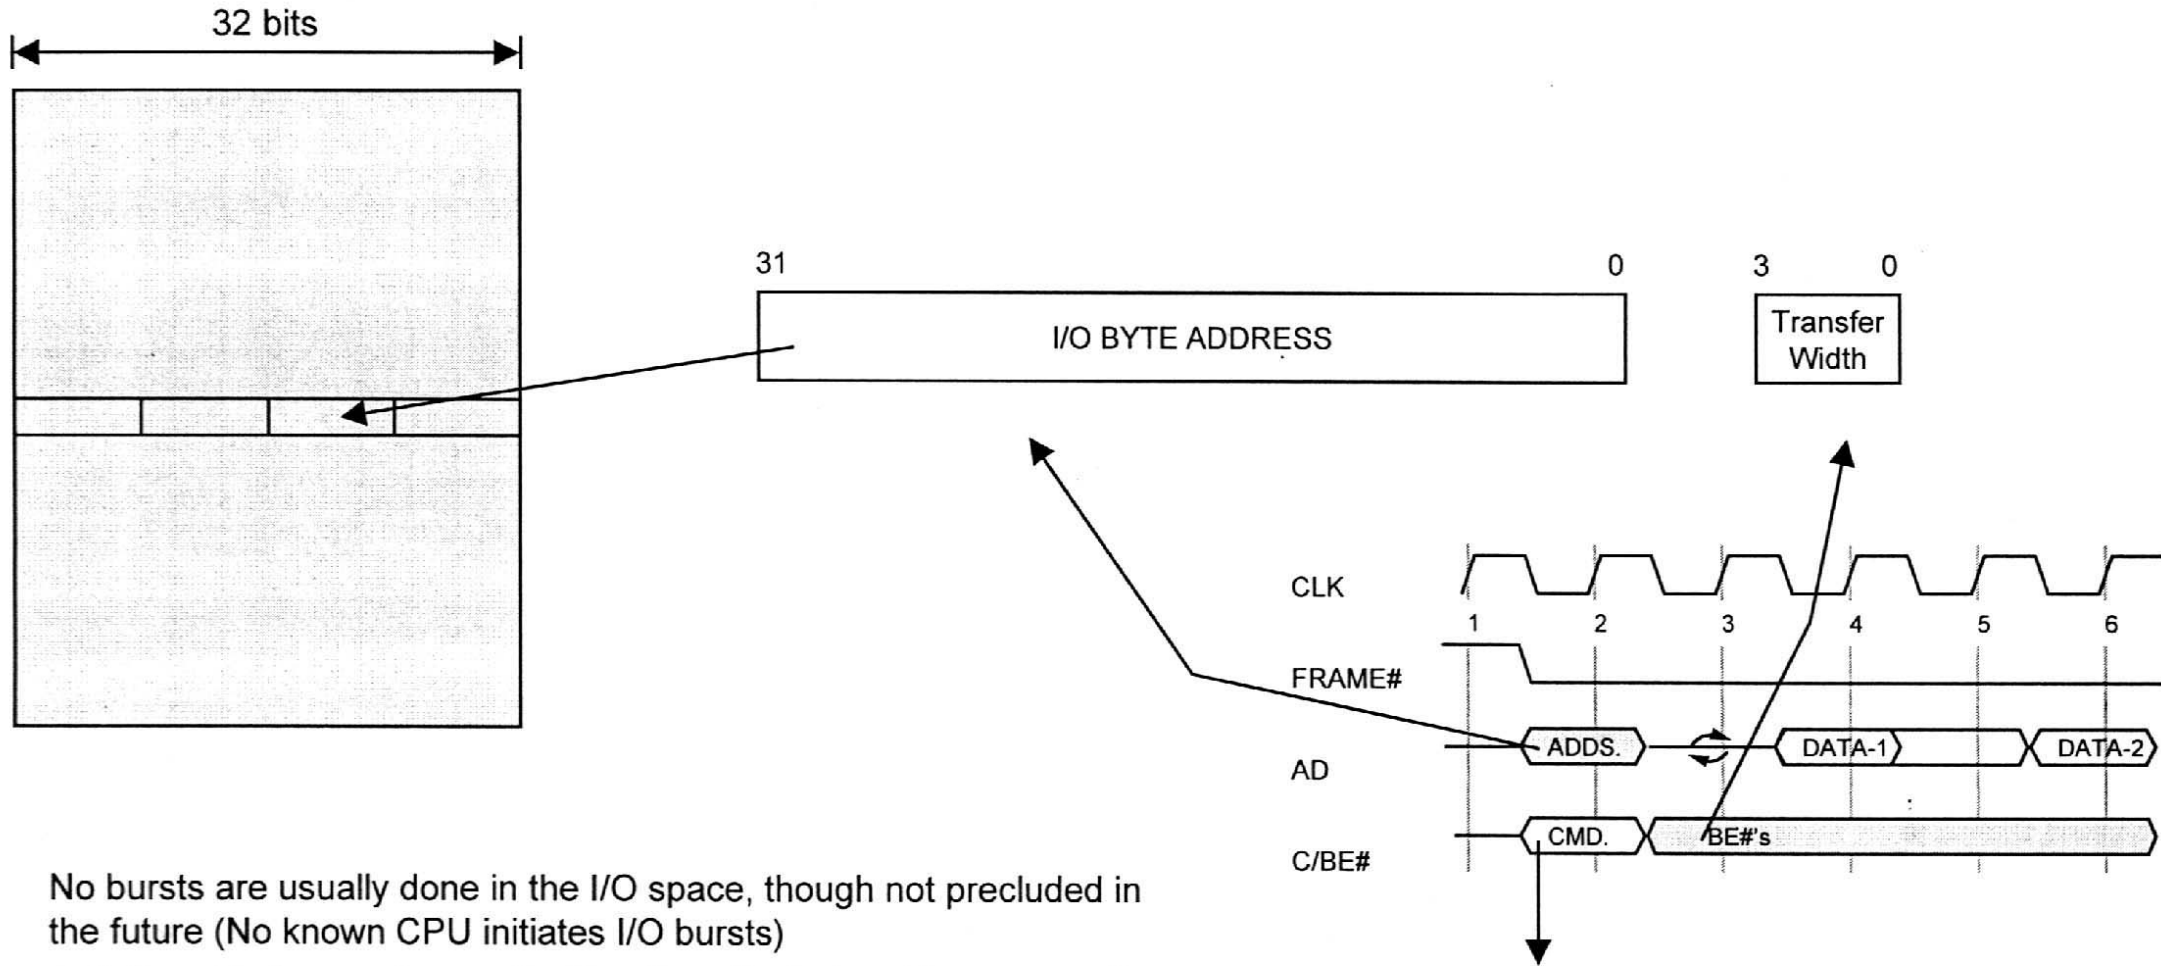 32 bits
31 0 3 0
I/O BYTE ADDRESS
Transfer
Width
CLK
1 2 3 4 5 6
FRAME#
ADDS. DATA-1 DATA-2
AD
CMD. BE#'s
C/BE#
No bursts are usually done in the I/O space, though not precluded in
the future (No known CPU initiates I/O bursts)